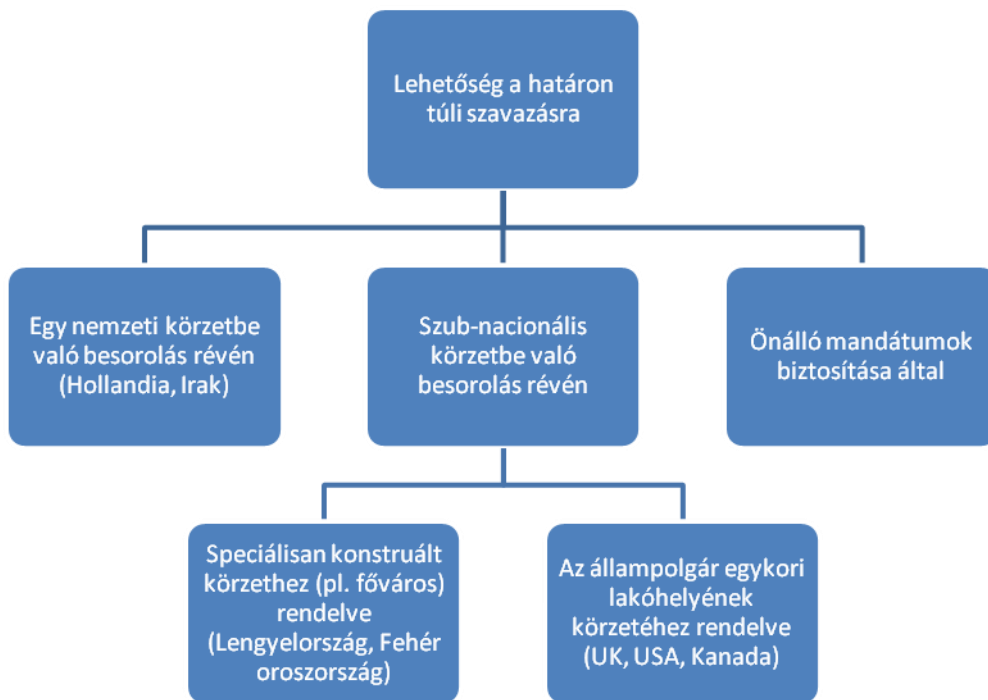 Lehetőség a határon
túli szavazásra
Egy nemzeti körzetbe
való besorolás révén
(Hollandia, Irak)
Szub-nacionális
körzetbe való
besorolás révén
Önálló mandátumok
biztosítása által
Speciálisan konstruált
körzethez (pl. főváros)
rendelve
(Lengyelország, Fehér
oroszország)
Az állampolgár egykori
lakóhelyének
körzetéhez rendelve
(UK, USA, Kanada)